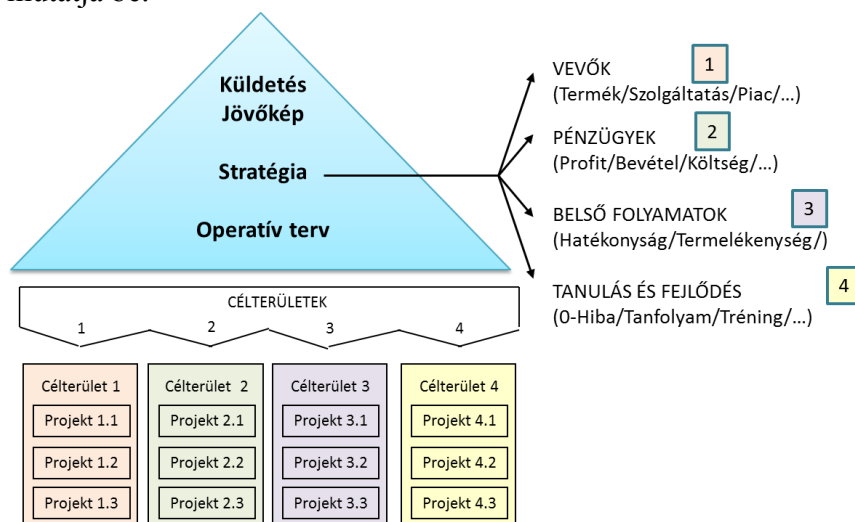 mutatja be.
Küldetés
Jövőkép
Stratégia
Operatív terv
VEVŐK 1
(Termék/Szolgáltatás/Piac/...)
PÉNZÜGYEK 2
(Profit/Bevétel/Költség/...)
BELSŐ FOLYAMATOK 3
(Hatékonyság/Termelékenység/)
TANULÁS ÉS FEJLŐDÉS 4
(0-Hiba/Tanfolyam/Tréning/...)
CÉLTERÜLETEK
1 2 3 4
Célterület 1
Projekt 1.1
Projekt 1.2
Projekt 1.3
Célterület 2
Projekt 2.1
Projekt 2.2
Projekt 2.3
Célterület 3
Projekt 3.1
Projekt 3.2
Projekt 3.3
Célterület 4
Projekt 4.1
Projekt 4.2
Projekt 4.3